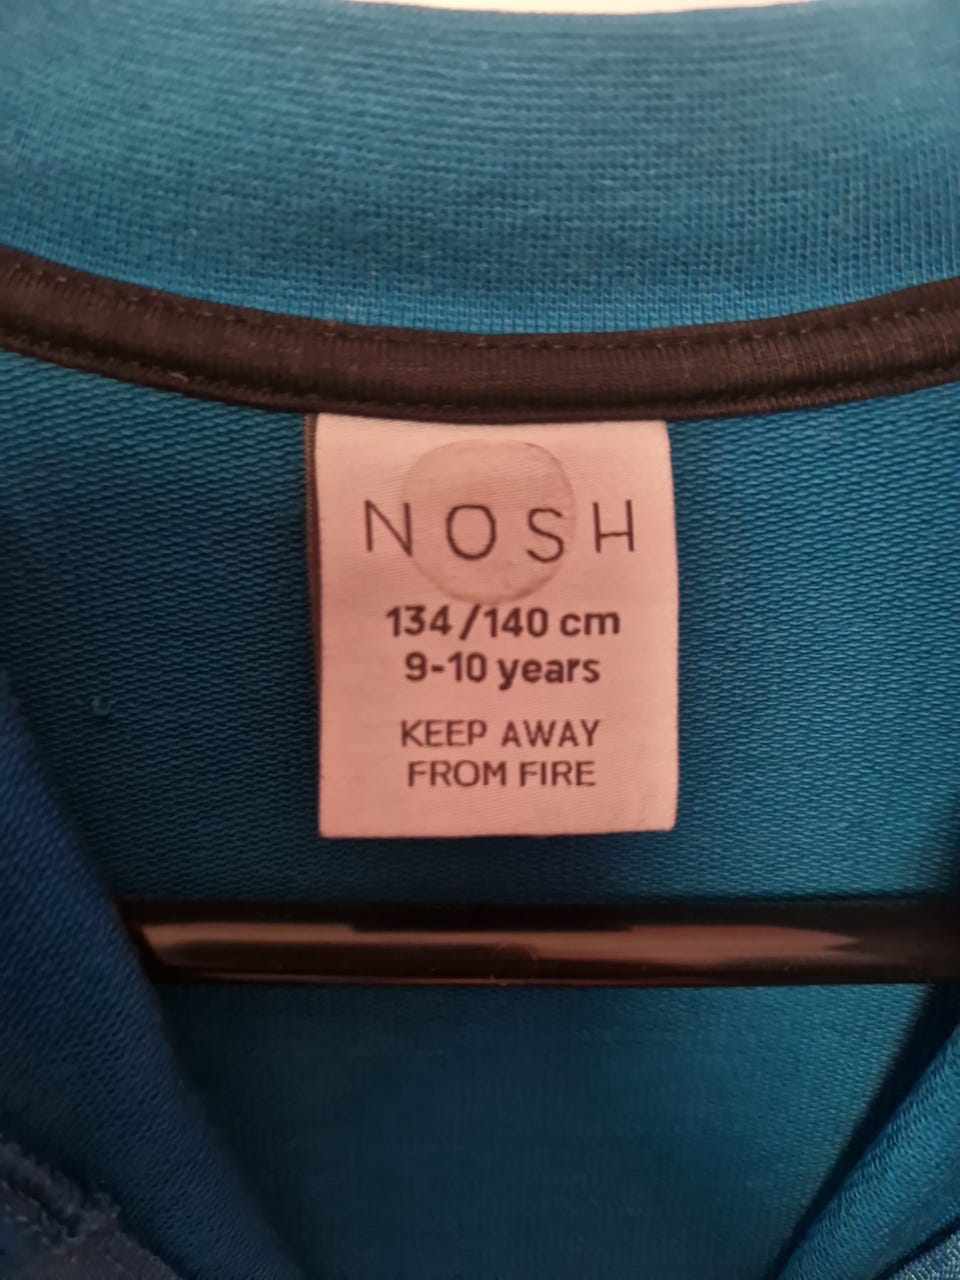 NOSH
134/140 cm
9-10 years
KEEP AWAY
FROM FIRE